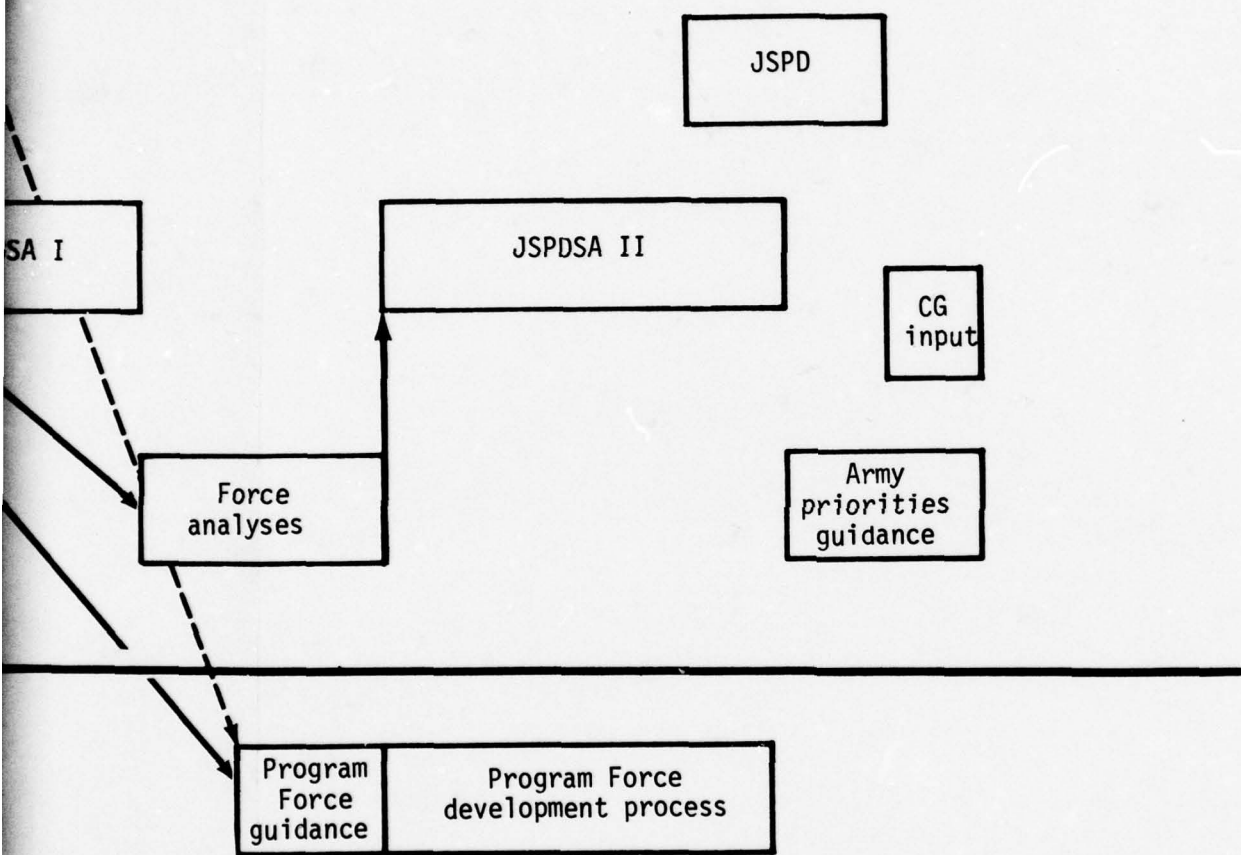 JSPD
SA I
JSPDSA II
CG
input
Force
analyses
Army
priorities
guidance
Program
Force
guidance
Program Force
development process